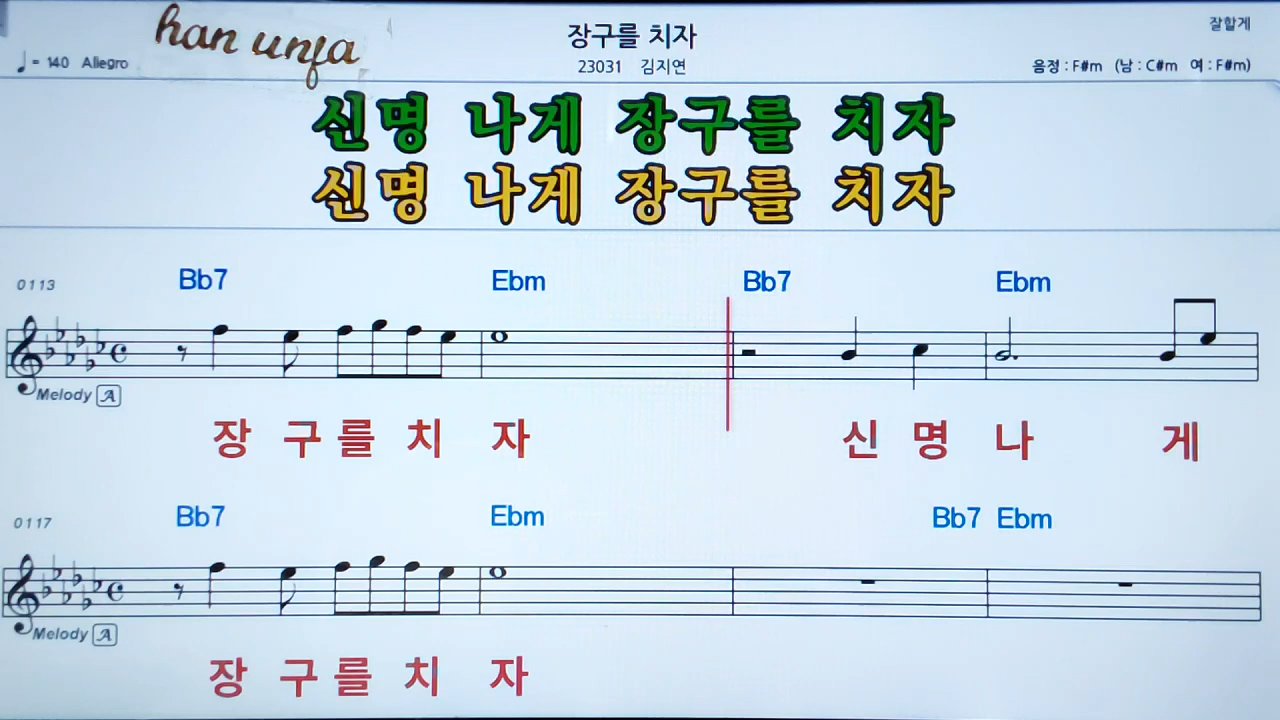 han unfa
장구를 치자
잘할게
♩= 140 Allegro
23031 김지연
음정 : F#m (남 : C#m 여 : F#m)
신명 나게 장구를 치자
신명 나게 장구를 치자
0113 Bb7 Ebm Bb7 Ebm
Melody A
장 구 를 치 자 신 명 나 게
0117 Bb7 Ebm Bb7 Ebm
Melody A
장 구 를 치 자